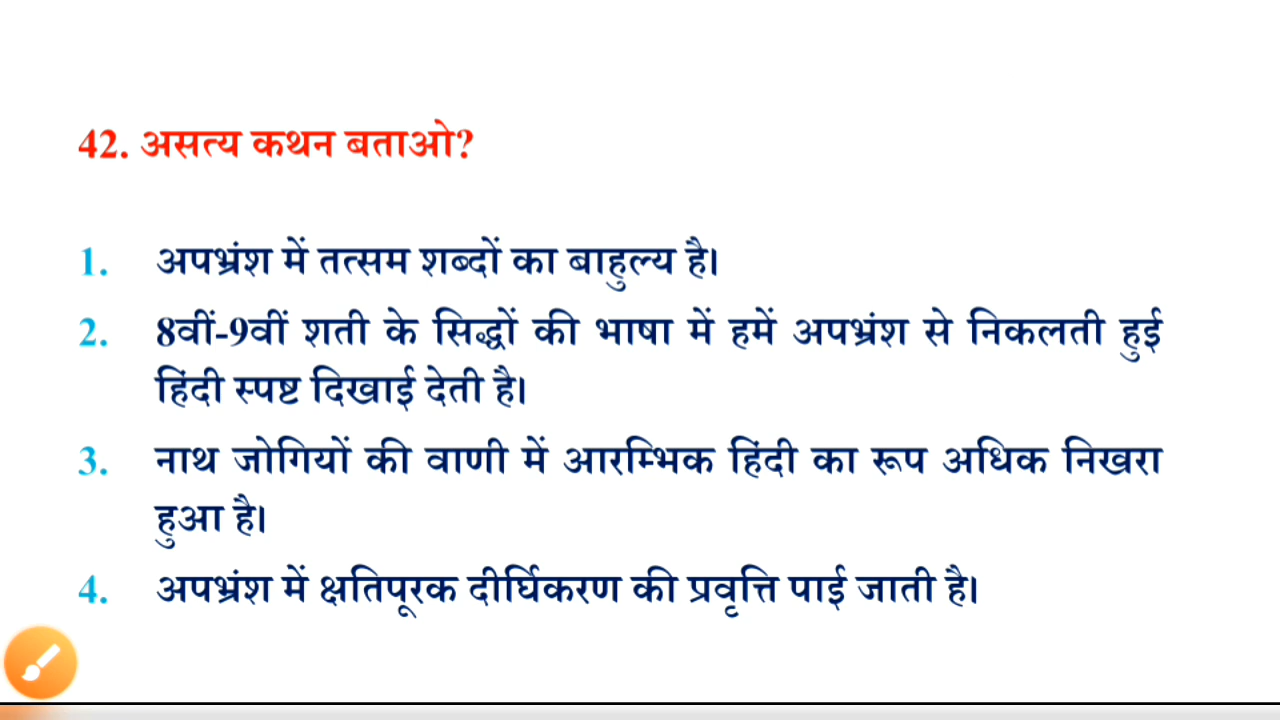 42. असत्य कथन बताओ?
1. अपभ्रंश में तत्सम शब्दों का बाहुल्य है।
2. 8वीं-9वीं शती के सिद्धों की भाषा में हमें अपभ्रंश से निकलती हुई
हिंदी स्पष्ट दिखाई देती है।
3. नाथ जोगियों की वाणी में आरम्भिक हिंदी का रूप अधिक निखरा
हुआ है।
4. अपभ्रंश में क्षतिपूरक दीर्घिकरण की प्रवृत्ति पाई जाती है।